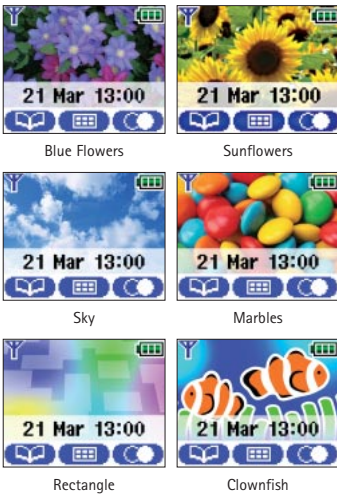 21 Mar 13:00
21 Mar 13:00
Blue Flowers
Sunflowers
21 Mar 13:00
21 Mar 13:00
Sky
Marbles
21 Mar 13:00
21 Mar 13:00
Rectangle
Clownfish